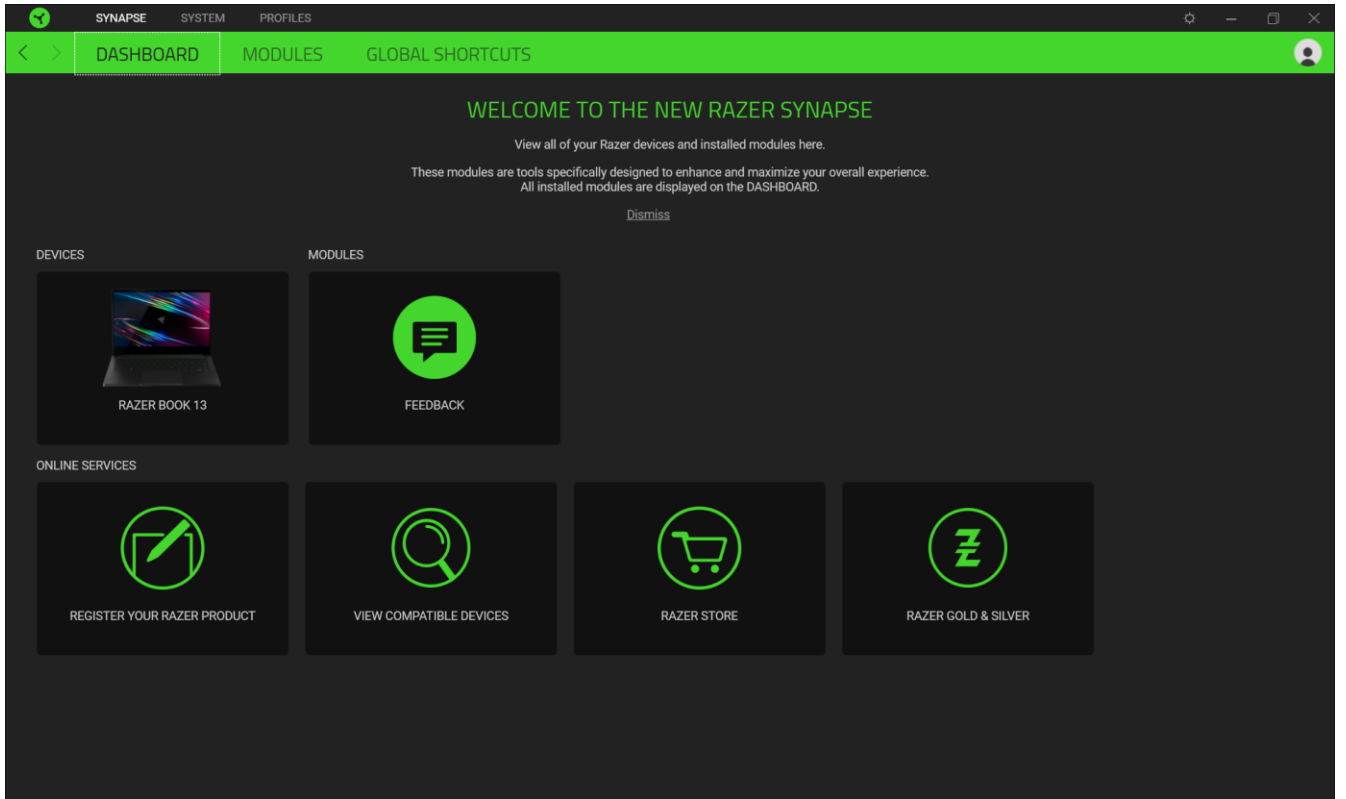 SYNAPSE SYSTEM PROFILES
DASHBOARD MODULES GLOBAL SHORTCUTS
WELCOME TO THE NEW RAZER SYNAPSE
View all of your Razer devices and installed modules here.
These modules are tools specifically designed to enhance and maximize your overall experience.
All installed modules are displayed on the DASHBOARD.
Dismiss
DEVICES MODULES
RAZER BOOK 13 FEEDBACK
ONLINE SERVICES
REGISTER YOUR RAZER PRODUCT VIEW COMPATIBLE DEVICES RAZER STORE RAZER GOLD & SILVER